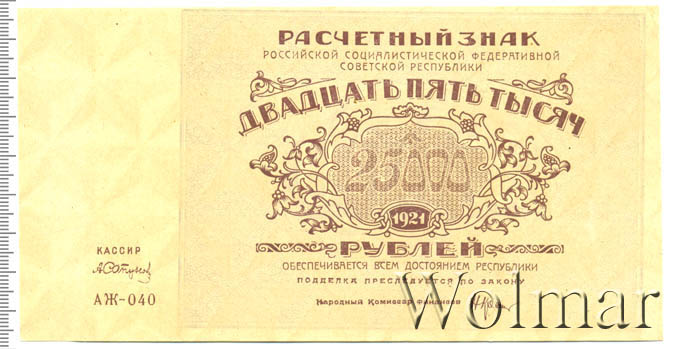 РАСЧЕТНЫЙ ЗНАК
РОССИЙСКОЙ СОЦИАЛИСТИЧЕСКОЙ ФЕДЕРАТИВНОЙ
СОВЕТСКОЙ РЕСПУБЛИКИ
ДВАДЦАТЬ ПЯТЬ ТЫСЯЧ
25000
1921
РУБЛЕЙ
ОБЕСПЕЧИВАЕТСЯ ВСЕМ ДОСТОЯНИЕМ РЕСПУБЛИКИ
ПОДДЕЛКА ПРЕСЛЕДУЕТСЯ ПО ЗАКОНУ
Народный Комиссар Финансов
КАССИР
АЖ-040
Wolmar